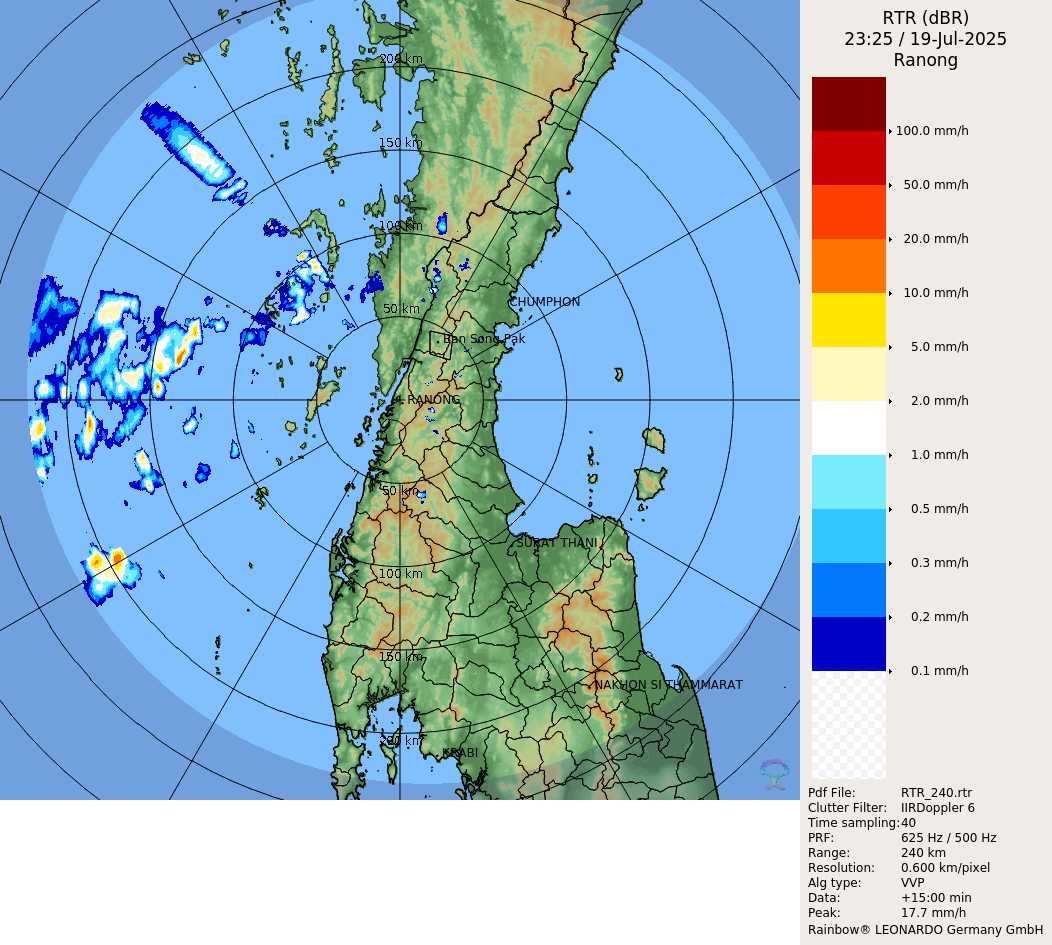 RTR (dBR)
23:25 / 19-Jul-2025
Ranong
200 km
150 km
100 km
50 km
CHUMPHON
Ban Song Pak
RANONG
50 km
SURAT THANI
100 km
150 km
NAKHON SI THAMMARAT
200 km
KRABI
100.0 mm/h
50.0 mm/h
20.0 mm/h
10.0 mm/h
5.0 mm/h
2.0 mm/h
1.0 mm/h
0.5 mm/h
0.3 mm/h
0.2 mm/h
0.1 mm/h
Pdf File: RTR_240.rtr
Clutter Filter: IIRDoppler 6
Time sampling: 40
PRF: 625 Hz / 500 Hz
Range: 240 km
Resolution: 0.600 km/pixel
Alg type: VVP
Data: +15:00 min
Peak: 17.7 mm/h
Rainbow® LEONARDO Germany GmbH